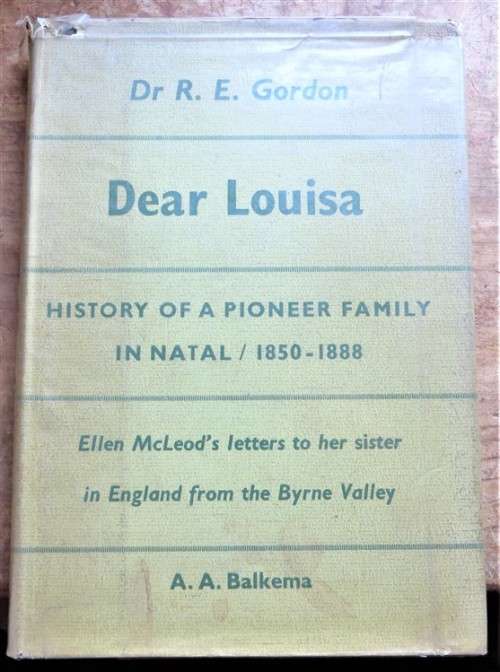 Dr R. E. Gordon
Dear Louisa
HISTORY OF A PIONEER FAMILY
IN NATAL / 1850-1888
Ellen McLeod's letters to her sister
in England from the Byrne Valley
A. A. Balkema